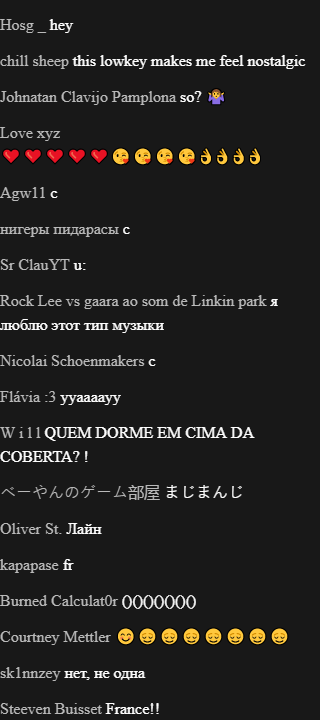 Hosg _ hey
chill sheep this lowkey makes me feel nostalgic
Johnatan Clavijo Pamplona so? 🤷‍♀️
Love xyz
❤️❤️❤️❤️❤️😘😘😘😘👌👌👌👌
Agw11 c
нигеры пидарасы с
Sr ClauYT u:
Rock Lee vs gaara ao som de Linkin park я
люблю этот тип музыки
Nicolai Schoenmakers c
Flávia :3 yyaaaayy
W i l l QUEM DORME EM CIMA DA
COBERTA? !
べーやんのゲーム部屋 まじまんじ
Oliver St. Лайн
kapapase fr
Burned Calculat0r ()()()()()()()
Courtney Mettler 😊😌😌😌😌😌😌😌
sk1nnzey нет, не одна
Steeven Buisset France!!